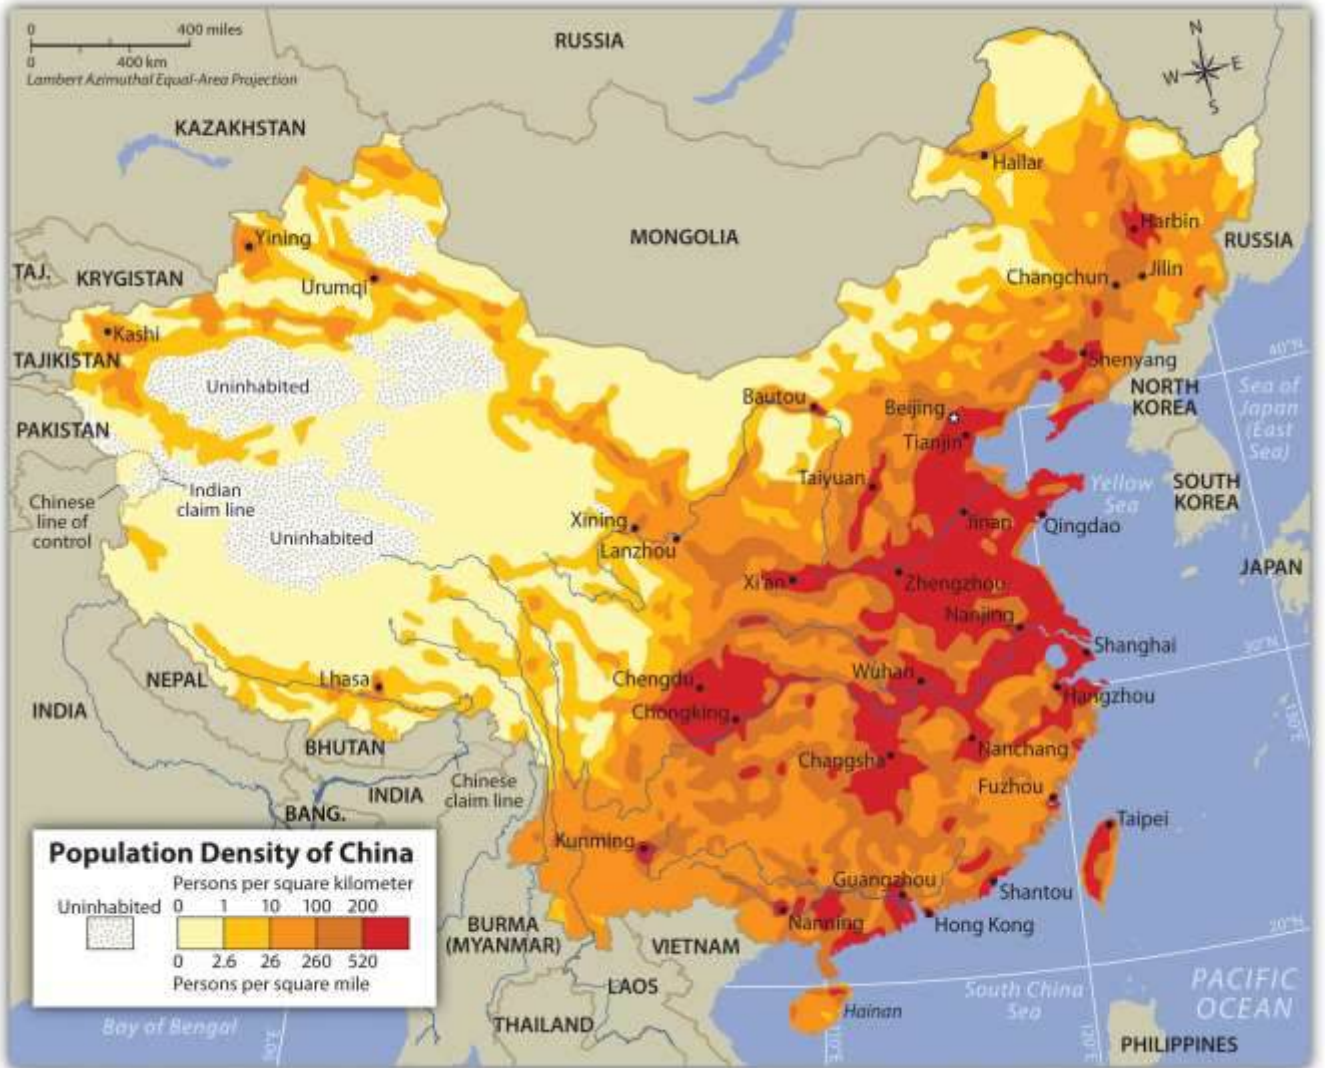 0 400 miles
0 400 km
Lambert Azimuthal Equal-Area Projection
RUSSIA
N
W E
S
KAZAKHSTAN
Hailar
Harbin
MONGOLIA
RUSSIA
Yining
TAJ.
KRYGISTAN
Urumqi
Changchun
Jilin
Kashi
TAJIKISTAN
Shenyang
40°N
Uninhabited
NORTH
KOREA
Sea of
Japan
(East
Sea)
Bautou
Beijing
Tianjin
PAKISTAN
Taiyuan
Yellow
Sea
SOUTH
KOREA
Chinese
line of
control
Indian
claim line
Uninhabited
Xining
Lanzhou
Jinan
Qingdao
JAPAN
Xi'an
Zhengzhou
Nanjing
Shanghai
30°N
NEPAL
Lhasa
Chengdu
Wuhan
Hangzhou
INDIA
Chongking
130°E
BHUTAN
Changsha
Nanchang
Chinese
claim line
INDIA
Fuzhou
BANG.
Taipei
Kunming
Population Density of China
Persons per square kilometer
Uninhabited 0 1 10 100 200
0 2.6 26 260 520
Persons per square mile
Guangzhou
Shantou
BURMA
(MYANMAR)
Nanning
Hong Kong
20°N
VIETNAM
LAOS
South China
Sea
PACIFIC
OCEAN
Hainan
Bay of Bengal
THAILAND
120°E
PHILIPPINES